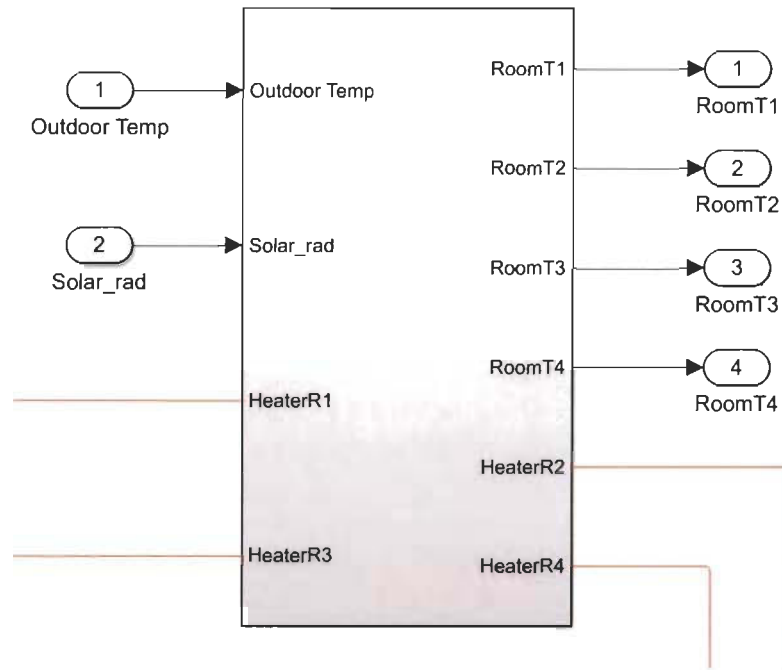 1
Outdoor Temp
2
Solar_rad
Outdoor Temp
Solar_rad
HeaterR1
HeaterR3
RoomT1
RoomT2
RoomT3
RoomT4
HeaterR2
HeaterR4
1
RoomT1
2
RoomT2
3
RoomT3
4
RoomT4